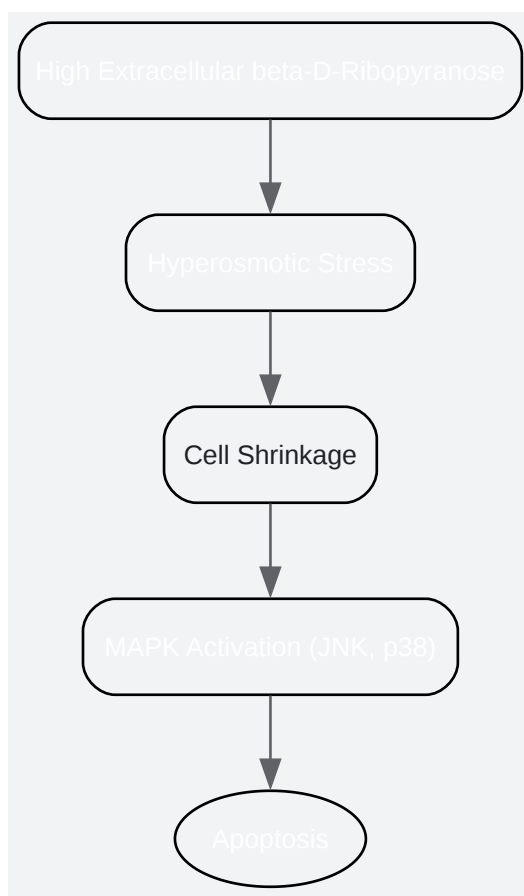 High Extracellular beta-D-Ribopyranose
Hyperosmotic Stress
Cell Shrinkage
MAPK Activation (JNK, p38)
Apoptosis